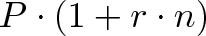 P · (1 + r · n)